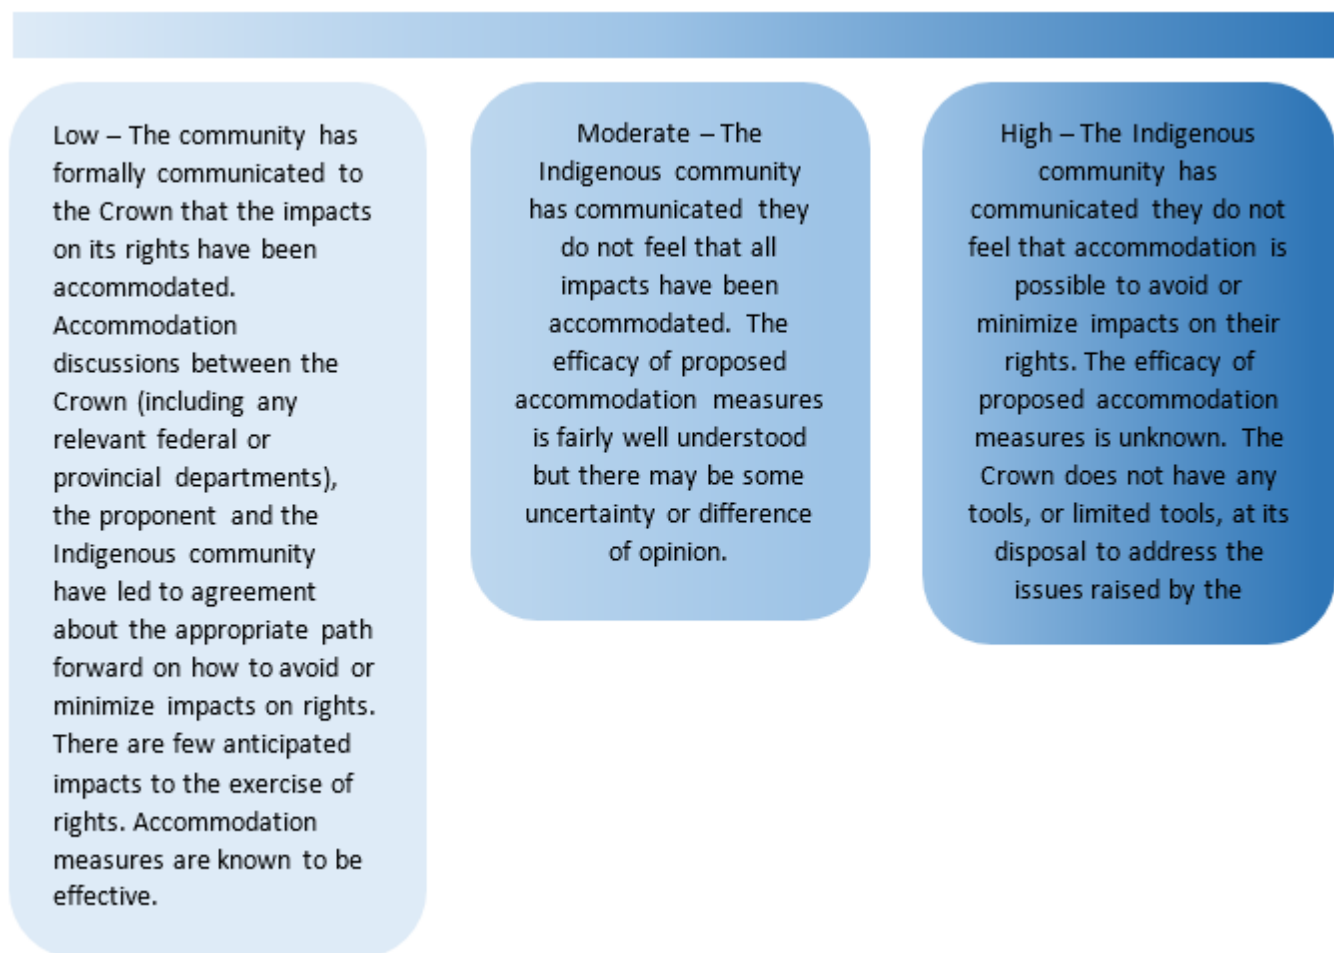 Low – The community has
formally communicated to
the Crown that the impacts
on its rights have been
accommodated.
Accommodation
discussions between the
Crown (including any
relevant federal or
provincial departments),
the proponent and the
Indigenous community
have led to agreement
about the appropriate path
forward on how to avoid or
minimize impacts on rights.
There are few anticipated
impacts to the exercise of
rights. Accommodation
measures are known to be
effective.
Moderate – The
Indigenous community
has communicated they
do not feel that all
impacts have been
accommodated. The
efficacy of proposed
accommodation measures
is fairly well understood
but there may be some
uncertainty or difference
of opinion.
High – The Indigenous
community has
communicated they do not
feel that accommodation is
possible to avoid or
minimize impacts on their
rights. The efficacy of
proposed accommodation
measures is unknown. The
Crown does not have any
tools, or limited tools, at its
disposal to address the
issues raised by the